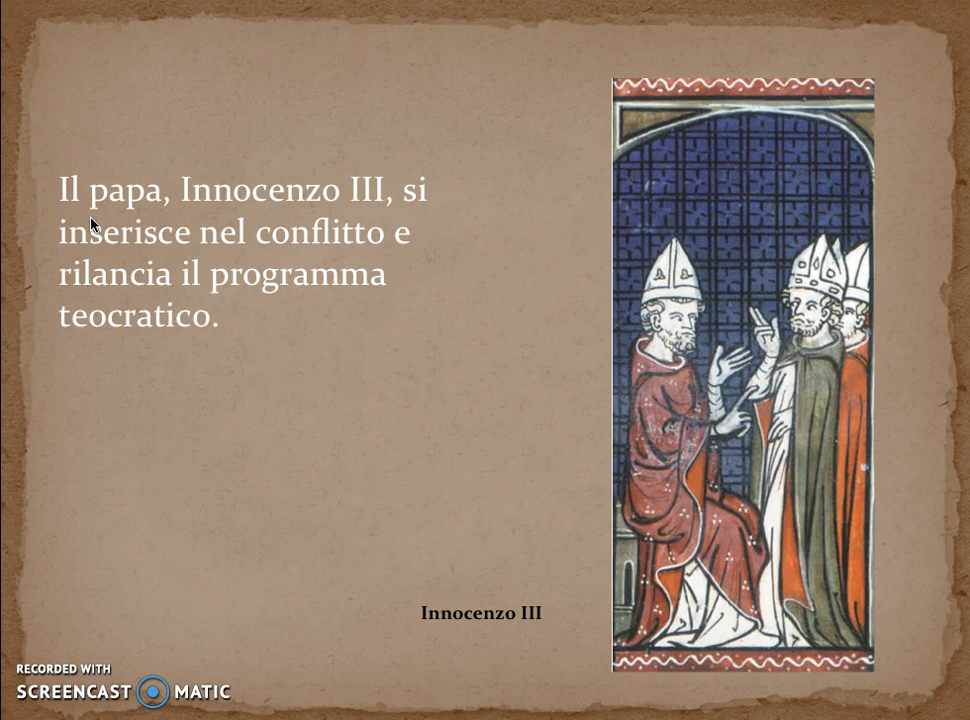 Il papa, Innocenzo III, si
inserisce nel conflitto e
rilancia il programma
teocratico.
Innocenzo III
RECORDED WITH
SCREENCAST MATIC